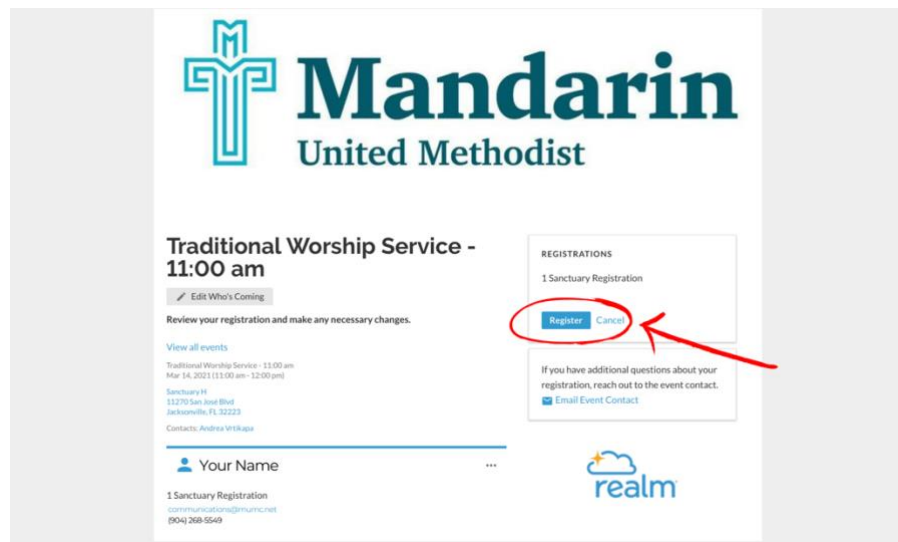 Mandarin
United Methodist
Traditional Worship Service -
11:00 am
Edit Who's Coming
Review your registration and make any necessary changes.
View all events
Traditional Worship Service - 11:00 am
Mar 14, 2021 (11:00 am - 12:00 pm)
Sanctuary H
11270 San José Blvd
Jacksonville, FL 32223
Contacts: Andrea Vrtikapa
Your Name
1 Sanctuary Registration
communications@mumc.net
(904) 268-5549
REGISTRATIONS
1 Sanctuary Registration
Register Cancel
If you have additional questions about your
registration, reach out to the event contact.
Email Event Contact
realm